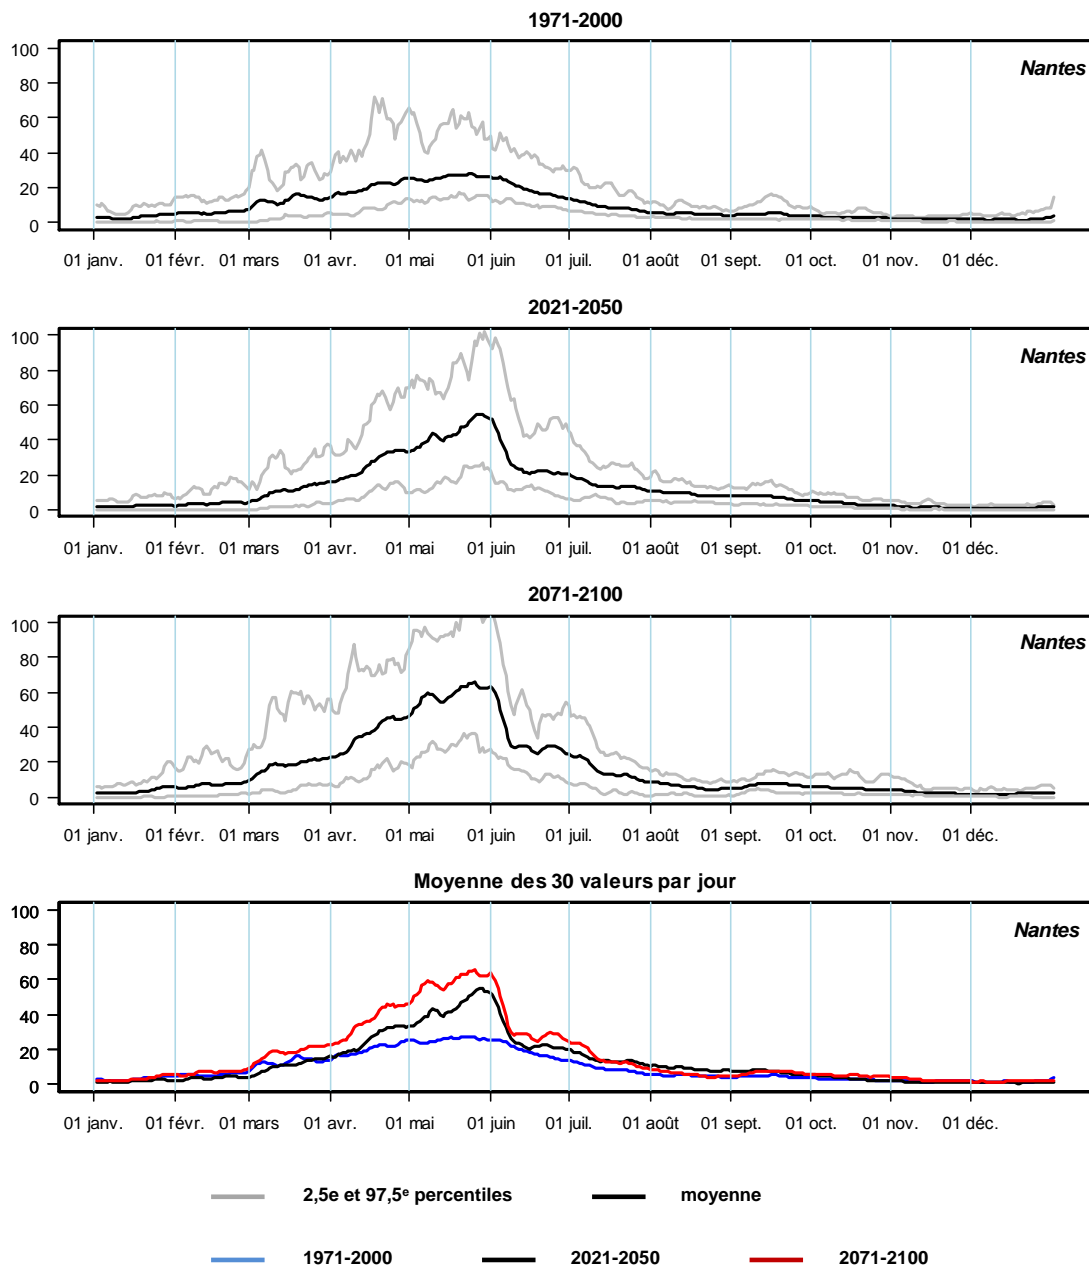 1971-2000
Nantes
100
80
60
40
20
0
01 janv. 01 févr. 01 mars 01 avr. 01 mai 01 juin 01 juil. 01 août 01 sept. 01 oct. 01 nov. 01 déc.
2021-2050
Nantes
100
80
60
40
20
0
01 janv. 01 févr. 01 mars 01 avr. 01 mai 01 juin 01 juil. 01 août 01 sept. 01 oct. 01 nov. 01 déc.
2071-2100
Nantes
100
80
60
40
20
0
01 janv. 01 févr. 01 mars 01 avr. 01 mai 01 juin 01 juil. 01 août 01 sept. 01 oct. 01 nov. 01 déc.
Moyenne des 30 valeurs par jour
Nantes
100
80
60
40
20
0
01 janv. 01 févr. 01 mars 01 avr. 01 mai 01 juin 01 juil. 01 août 01 sept. 01 oct. 01 nov. 01 déc.
2,5e et 97,5ᵉ percentiles moyenne
1971-2000 2021-2050 2071-2100